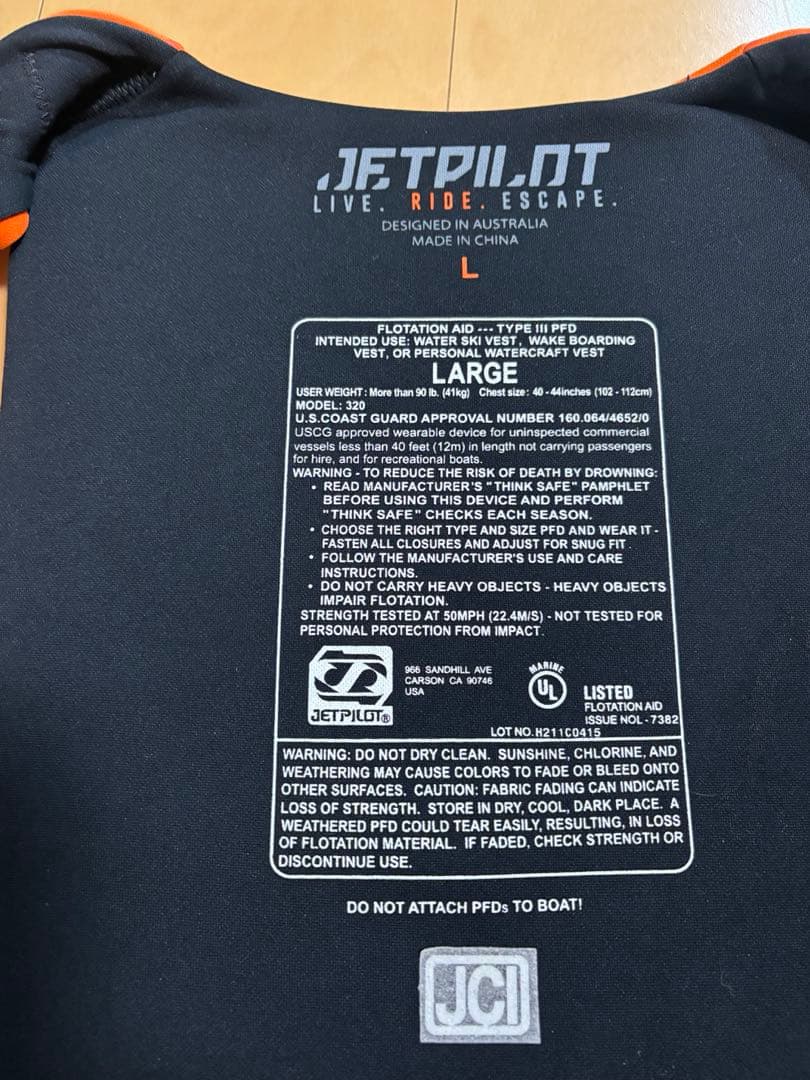 JETPILOT
LIVE. RIDE. ESCAPE.
DESIGNED IN AUSTRALIA
MADE IN CHINA
L
FLOTATION AID --- TYPE III PFD
INTENDED USE: WATER SKI VEST, WAKE BOARDING
VEST, OR PERSONAL WATERCRAFT VEST
LARGE
USER WEIGHT: More than 90 lb. (41kg) Chest size: 40 - 44inches (102 - 112cm)
MODEL: 320
U.S.COAST GUARD APPROVAL NUMBER 160.064/4652/0
USCG approved wearable device for uninspected commercial
vessels less than 40 feet (12m) in length not carrying passengers
for hire, and for recreational boats.
WARNING - TO REDUCE THE RISK OF DEATH BY DROWNING:
• READ MANUFACTURER'S "THINK SAFE" PAMPHLET
BEFORE USING THIS DEVICE AND PERFORM
"THINK SAFE" CHECKS EACH SEASON.
• CHOOSE THE RIGHT TYPE AND SIZE PFD AND WEAR IT -
FASTEN ALL CLOSURES AND ADJUST FOR SNUG FIT.
• FOLLOW THE MANUFACTURER'S USE AND CARE
INSTRUCTIONS.
• DO NOT CARRY HEAVY OBJECTS - HEAVY OBJECTS
IMPAIR FLOTATION.
STRENGTH TESTED AT 50MPH (22.4M/S) - NOT TESTED FOR
PERSONAL PROTECTION FROM IMPACT.
JETPILOT®
966 SANDHILL AVE
CARSON CA 90746
USA
MARINE
UL
LISTED
FLOTATION AID
ISSUE NOL - 7382
LOT NO.H211C0415
WARNING: DO NOT DRY CLEAN. SUNSHINE, CHLORINE, AND
WEATHERING MAY CAUSE COLORS TO FADE OR BLEED ONTO
OTHER SURFACES. CAUTION: FABRIC FADING CAN INDICATE
LOSS OF STRENGTH. STORE IN DRY, COOL, DARK PLACE. A
WEATHERED PFD COULD TEAR EASILY, RESULTING, IN LOSS
OF FLOTATION MATERIAL. IF FADED, CHECK STRENGTH OR
DISCONTINUE USE.
DO NOT ATTACH PFDs TO BOAT!
JCI